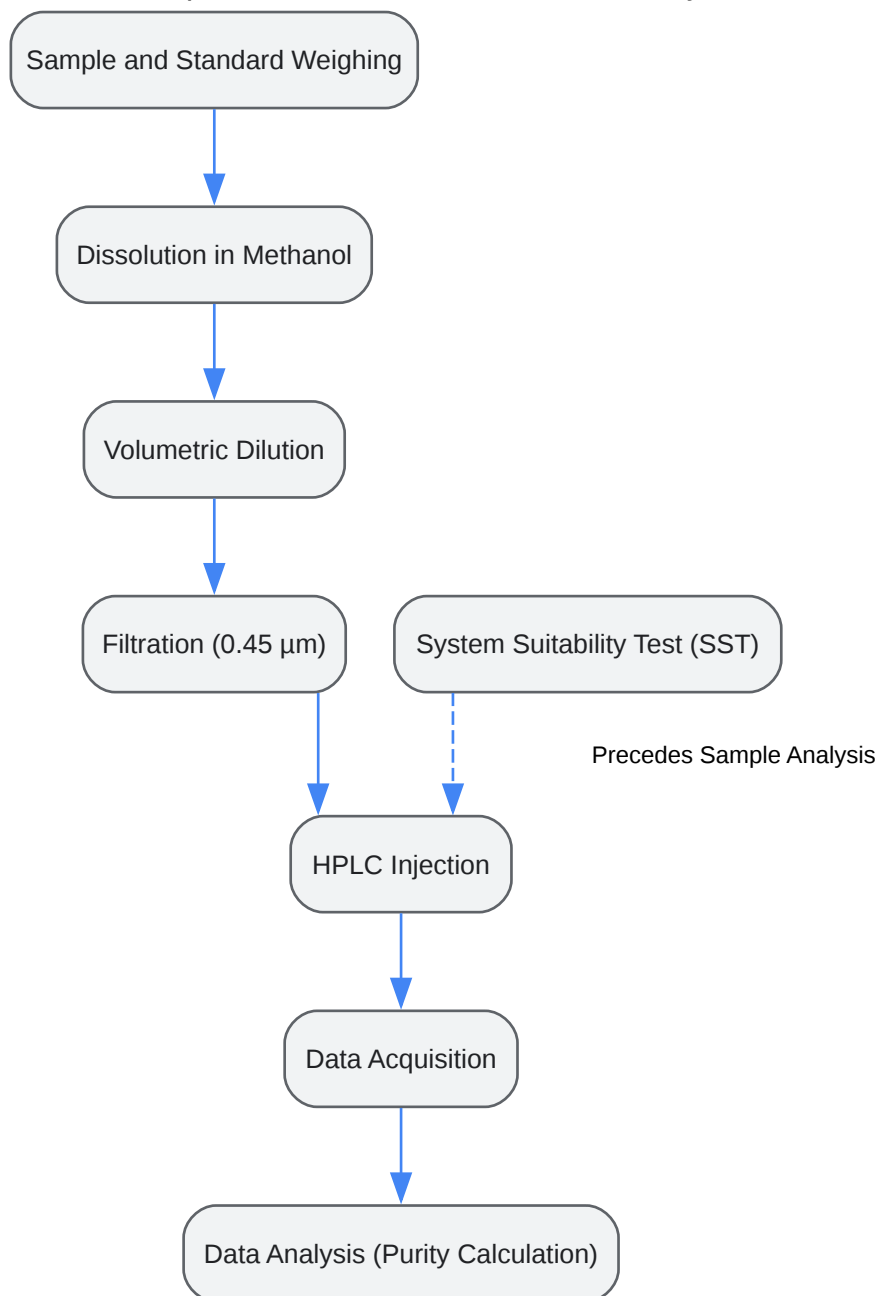 Sample and Standard Weighing
Dissolution in Methanol
Volumetric Dilution
Filtration (0.45 µm)
System Suitability Test (SST)
Precedes Sample Analysis
HPLC Injection
Data Acquisition
Data Analysis (Purity Calculation)